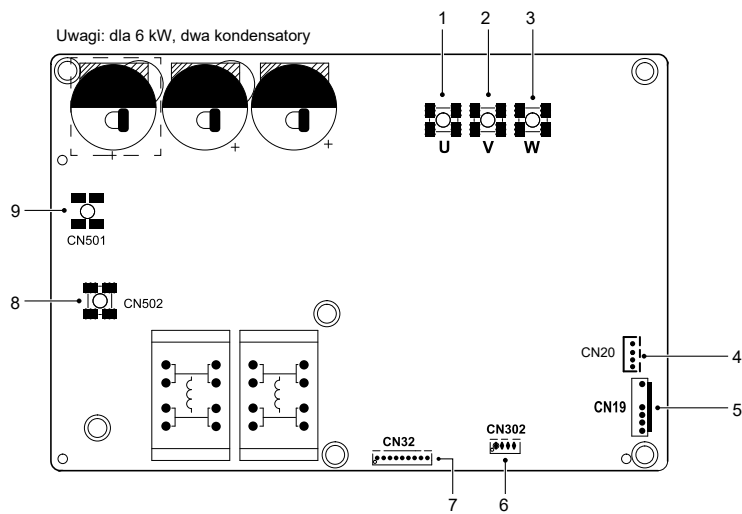 Uwagi: dla 6 kW, dwa kondensatory
1 2 3
U V W
9
CN501
8
CN502
CN20
4
CN19
5
CN32
CN302
7
6